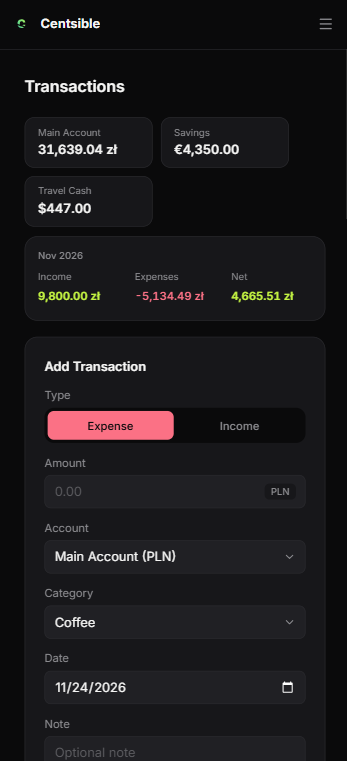 Centsible
Transactions
Main Account
31,639.04 zł
Savings
€4,350.00
Travel Cash
$447.00
Nov 2026
Income Expenses Net
9,800.00 zł -5,134.49 zł 4,665.51 zł
Add Transaction
Type
Expense Income
Amount
0.00 PLN
Account
Main Account (PLN)
Category
Coffee
Date
11/24/2026
Note
Optional note